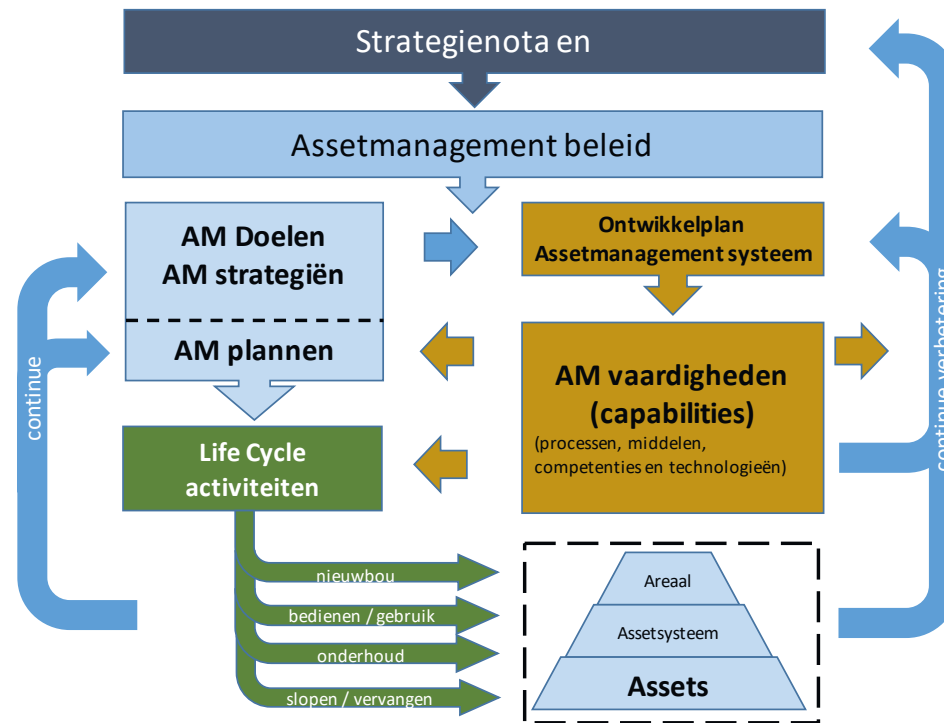 Strategienota en
Assetmanagement beleid
AM Doelen
AM strategiën
AM plannen
Ontwikkelplan
Assetmanagement systeem
AM vaardigheden
(capabilities)
(processen, middelen,
competenties en technologieën)
Life Cycle
activiteiten
nieuwbou
bedienen / gebruik
onderhoud
slopen / vervangen
Areaal
Assetsysteem
Assets
continue
continue verbetering